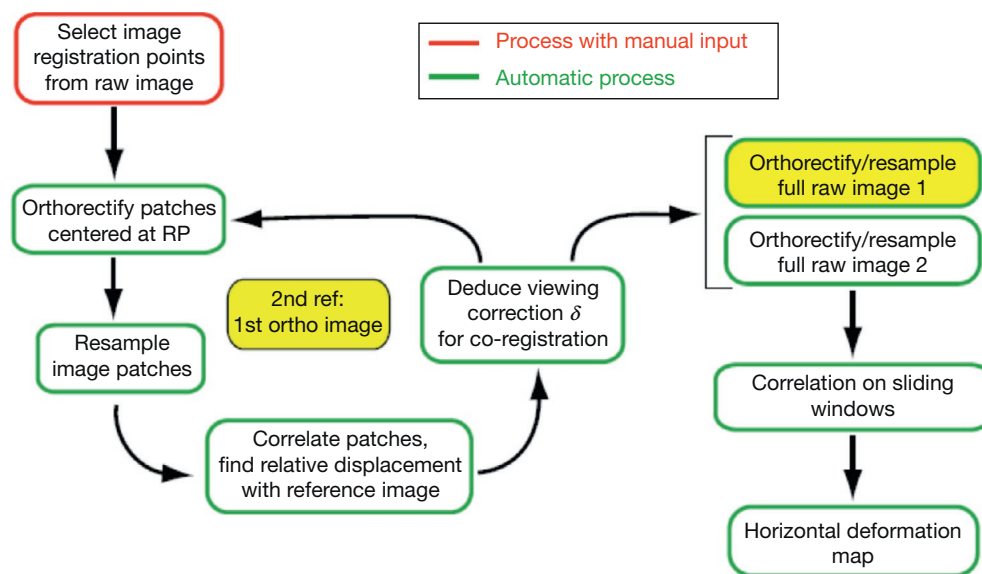 Select image
registration points
from raw image
Process with manual input
Automatic process
Orthorectify patches
centered at RP
2nd ref:
1st ortho image
Resample
image patches
Correlate patches,
find relative displacement
with reference image
Deduce viewing
correction δ
for co-registration
Orthorectify/resample
full raw image 1
Orthorectify/resample
full raw image 2
Correlation on sliding
windows
Horizontal deformation
map